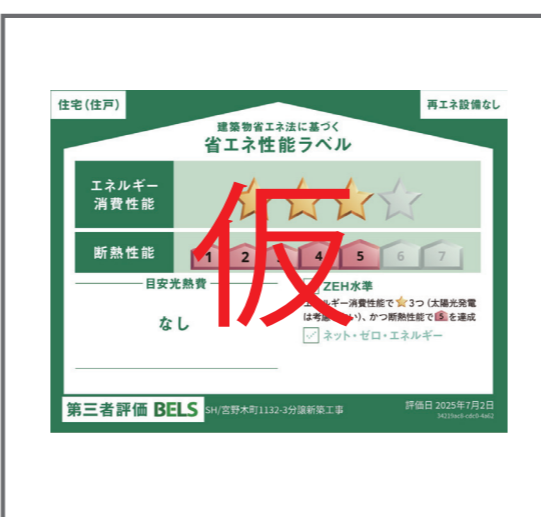 住宅(住戸)
再エネ設備なし
建築物省エネ法に基づく
省エネ性能ラベル
エネルギー
消費性能
断熱性能
1 2 3 4 5 6 7
仮
目安光熱費
なし
ZEH水準
エネルギー消費性能で★3つ(太陽光発電
は考慮しない)、かつ断熱性能で5を達成
ネット・ゼロ・エネルギー
第三者評価 BELS
SH/宮野木町1132-3分譲新築工事
評価日 2025年7月2日